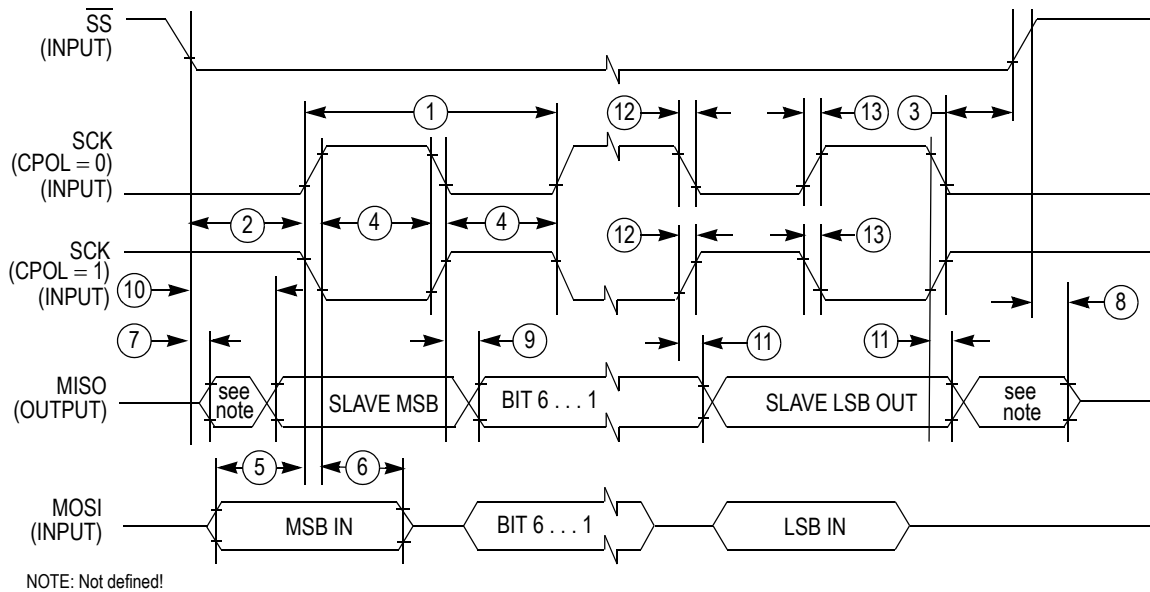 SS
(INPUT)
1
12
13
3
SCK
(CPOL = 0)
(INPUT)
2
4
4
SCK
(CPOL = 1)
(INPUT)
12
13
10
8
7
9
11
11
MISO
(OUTPUT)
see
note
SLAVE MSB
BIT 6 . . . 1
SLAVE LSB OUT
see
note
5
6
MOSI
(INPUT)
MSB IN
BIT 6 . . . 1
LSB IN
NOTE: Not defined!